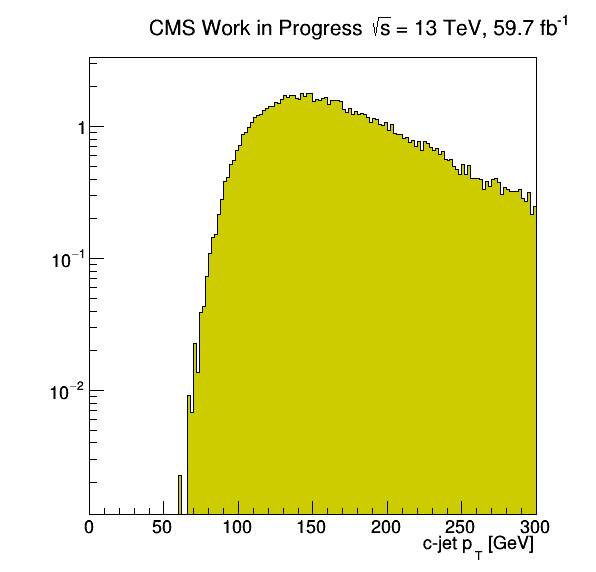 CMS Work in Progress √s = 13 TeV, 59.7 fb⁻¹
1
10⁻¹
10⁻²
0 50 100 150 200 250 300
c-jet p_T [GeV]